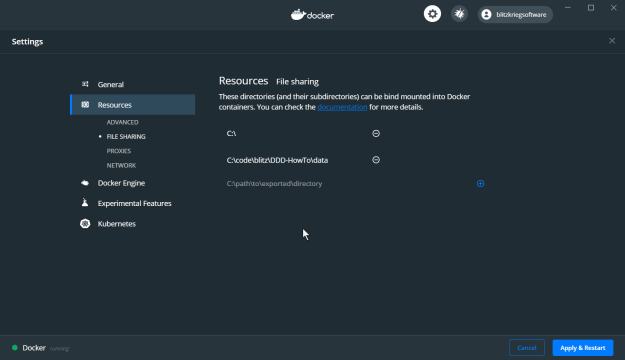 docker
blitzkriegsoftware
Settings
General
Resources
ADVANCED
FILE SHARING
PROXIES
NETWORK
Docker Engine
Experimental Features
Kubernetes
Resources File sharing
These directories (and their subdirectories) can be bind mounted into Docker
containers. You can check the documentation for more details.
C:\
C:\code\blitz\DDD-HowTo\data
C:\path\to\exported\directory
Docker running
Cancel
Apply & Restart